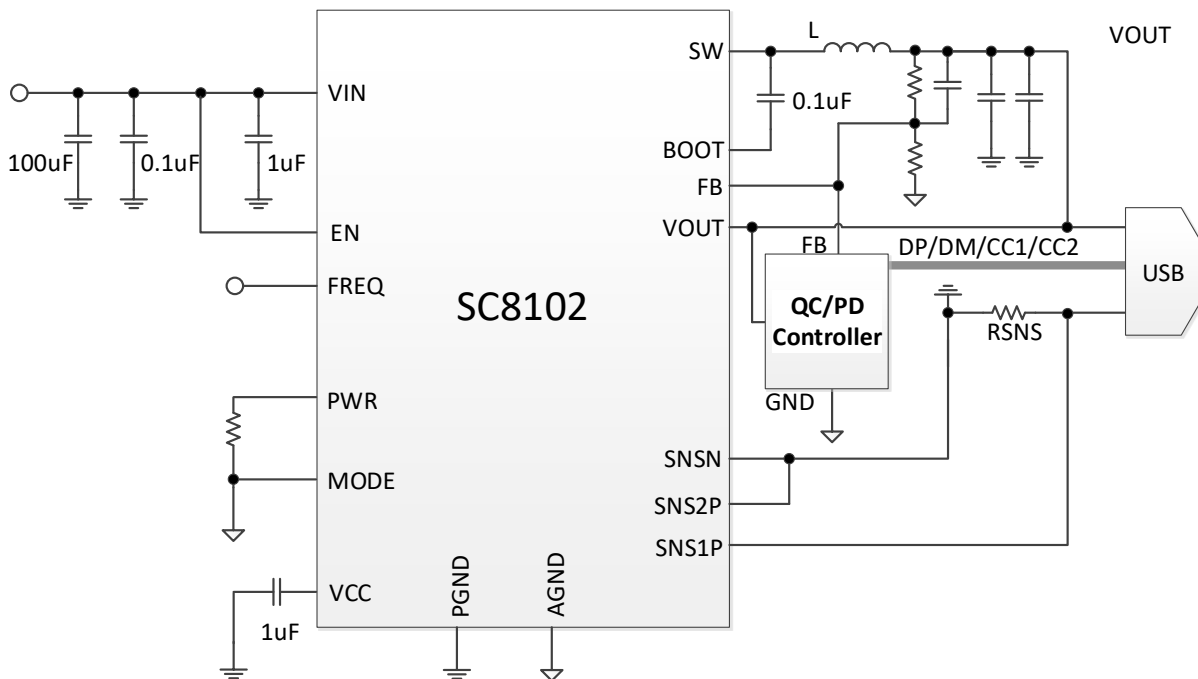 L
VOUT
SW
VIN
0.1uF
100uF
0.1uF
1uF
BOOT
FB
EN
VOUT
FB
DP/DM/CC1/CC2
USB
FREQ
SC8102
QC/PD
Controller
RSNS
PWR
GND
SNSN
MODE
SNS2P
SNS1P
PGND
AGND
VCC
1uF